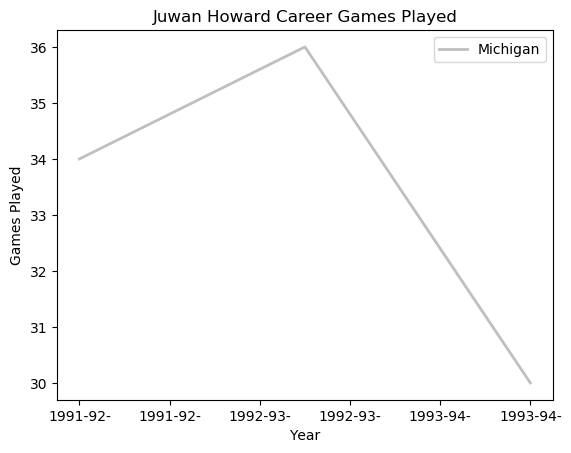 Juwan Howard Career Games Played
Michigan
36
35
34
33
32
31
30
Games Played
1991-92- 1991-92- 1992-93- 1992-93- 1993-94- 1993-94-
Year